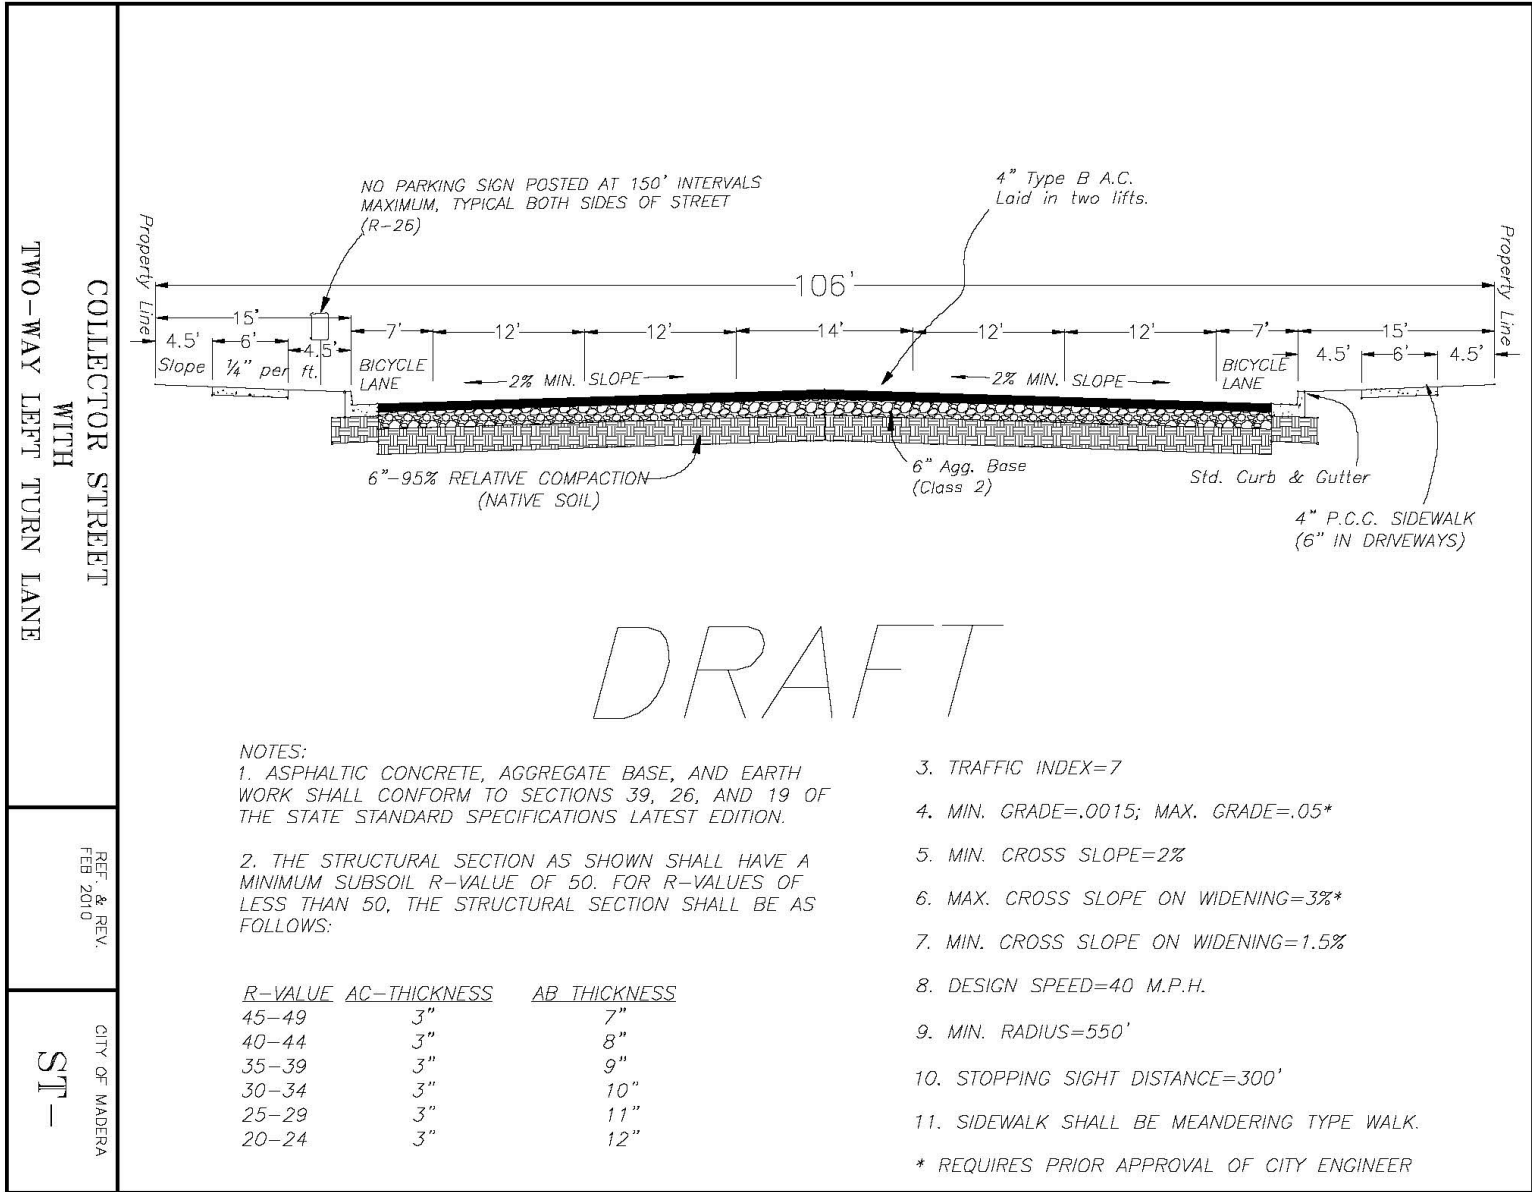 COLLECTOR STREET
WITH
TWO-WAY LEFT TURN LANE
REF. & REV.
FEB 2010
CITY OF MADERA
ST-
NO PARKING SIGN POSTED AT 150' INTERVALS
MAXIMUM, TYPICAL BOTH SIDES OF STREET
(R-26)
4" Type B A.C.
Laid in two lifts.
Property Line
Property Line
106'
15'
7'
12'
12'
14'
12'
12'
7'
15'
4.5'
6'
4.5'
4.5'
6'
4.5'
Slope 1/4" per ft.
BICYCLE
LANE
2% MIN. SLOPE
2% MIN. SLOPE
BICYCLE
LANE
6"-95% RELATIVE COMPACTION
(NATIVE SOIL)
6" Agg. Base
(Class 2)
Std. Curb & Gutter
4" P.C.C. SIDEWALK
(6" IN DRIVEWAYS)
DRAFT
NOTES:
1. ASPHALTIC CONCRETE, AGGREGATE BASE, AND EARTH
WORK SHALL CONFORM TO SECTIONS 39, 26, AND 19 OF
THE STATE STANDARD SPECIFICATIONS LATEST EDITION.
2. THE STRUCTURAL SECTION AS SHOWN SHALL HAVE A
MINIMUM SUBSOIL R-VALUE OF 50. FOR R-VALUES OF
LESS THAN 50, THE STRUCTURAL SECTION SHALL BE AS
FOLLOWS:
R-VALUE AC-THICKNESS AB THICKNESS
45-49 3" 7"
40-44 3" 8"
35-39 3" 9"
30-34 3" 10"
25-29 3" 11"
20-24 3" 12"
3. TRAFFIC INDEX=7
4. MIN. GRADE=.0015; MAX. GRADE=.05*
5. MIN. CROSS SLOPE=2%
6. MAX. CROSS SLOPE ON WIDENING=3%*
7. MIN. CROSS SLOPE ON WIDENING=1.5%
8. DESIGN SPEED=40 M.P.H.
9. MIN. RADIUS=550'
10. STOPPING SIGHT DISTANCE=300'
11. SIDEWALK SHALL BE MEANDERING TYPE WALK.
* REQUIRES PRIOR APPROVAL OF CITY ENGINEER